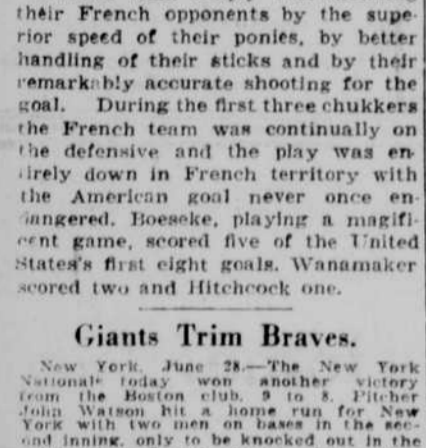 their French opponents by the supe-
rior speed of their ponies, by better
handling of their sticks and by their
remarkably accurate shooting for the
goal. During the first three chukkers
the French team was continually on
the defensive and the play was en-
tirely down in French territory with
the American goal never once en-
dangered. Boeseke, playing a magnifi-
cent game, scored five of the United
States's first eight goals. Wanamaker
scored two and Hitchcock one.
Giants Trim Braves.
New York, June 28.—The New York
Nationals today won another victory
from the Boston club, 9 to 8. Pitcher
John Watson hit a home run for New
York with two men on bases in the sec-
ond inning, only to be knocked out in the